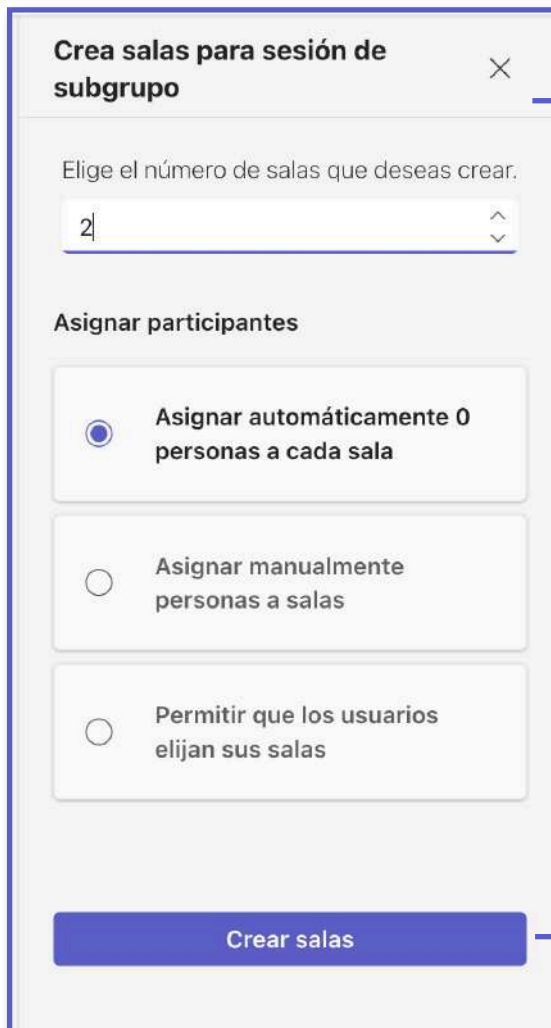 Crea salas para sesión de
subgrupo
Elige el número de salas que deseas crear.
2
Asignar participantes
Asignar automáticamente 0
personas a cada sala
Asignar manualmente
personas a salas
Permitir que los usuarios
elijan sus salas
Crear salas